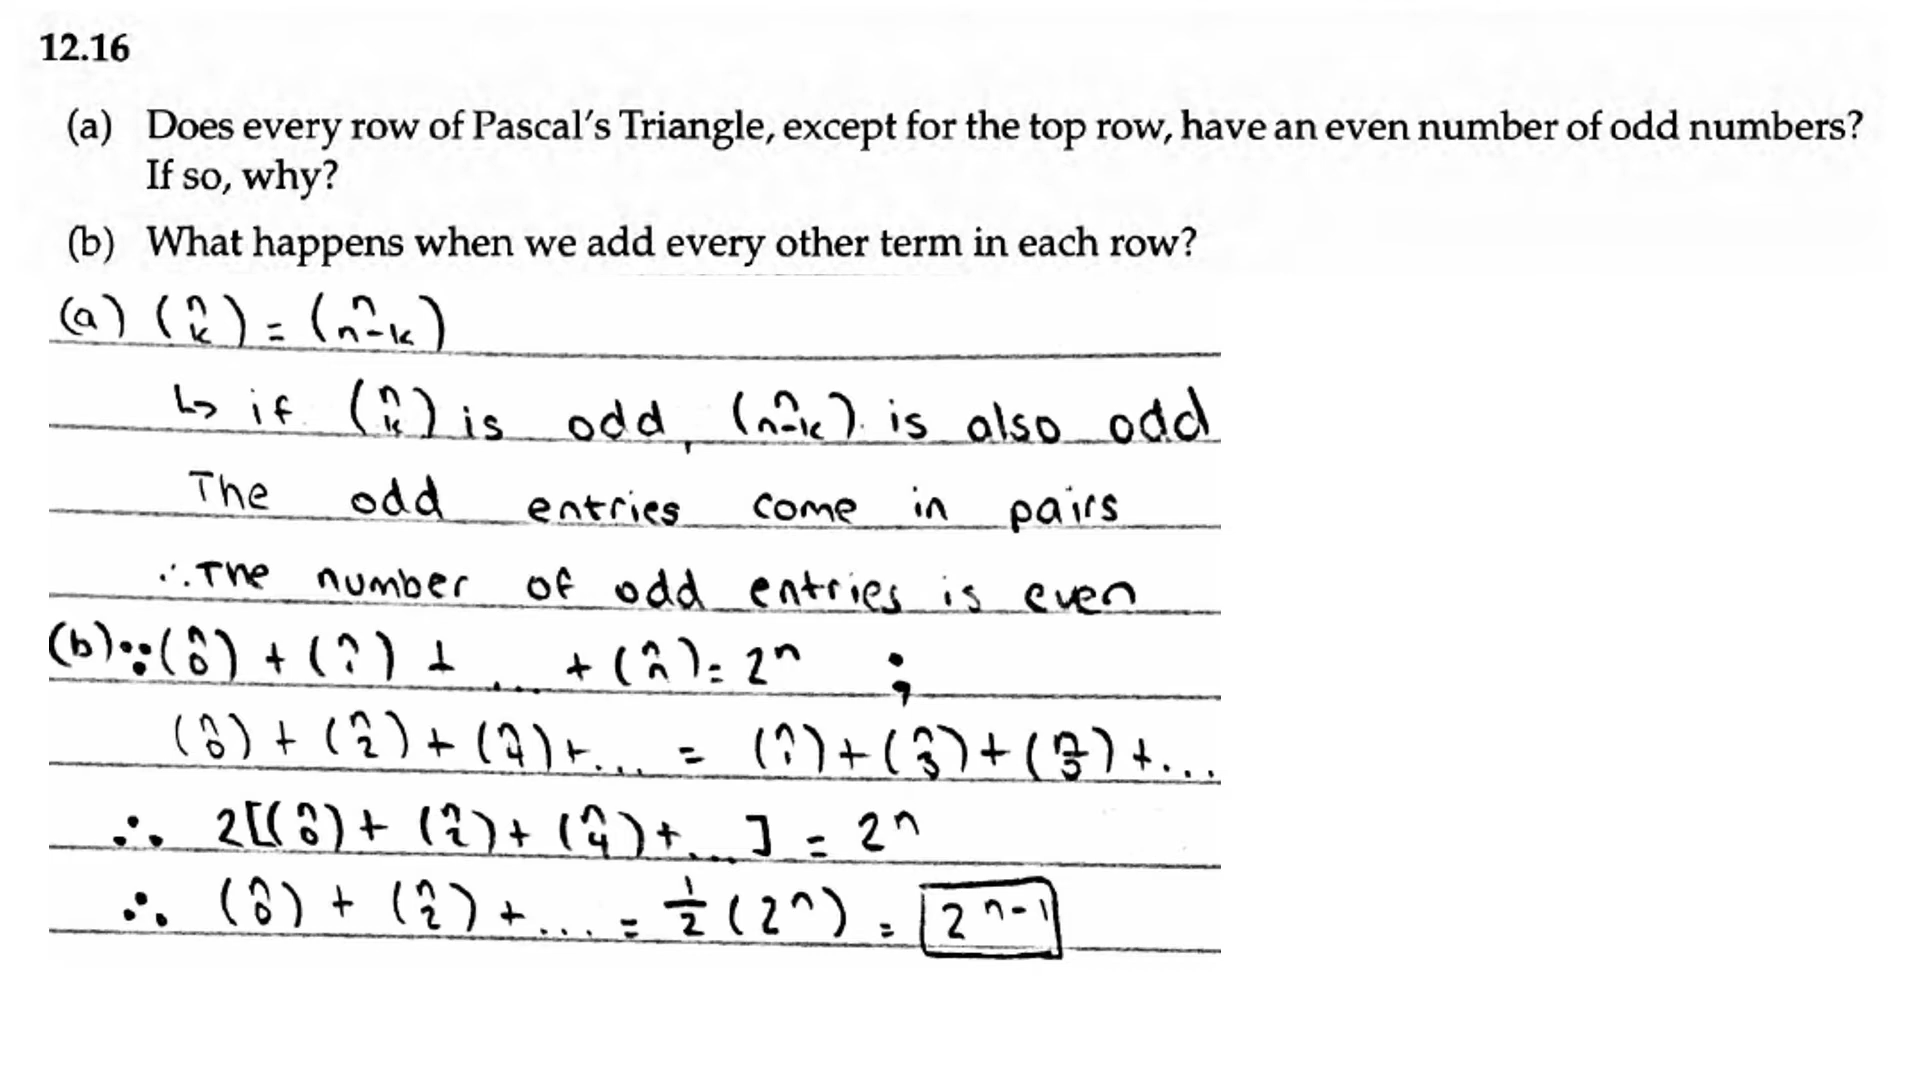 12.16
(a) Does every row of Pascal's Triangle, except for the top row, have an even number of odd numbers?
If so, why?
(b) What happens when we add every other term in each row?
(a) (n k) = (n n-k)
↳ if (n k) is odd, (n n-k) is also odd
The odd entries come in pairs
∴ The number of odd entries is even
(b) ∵ (n 0) + (n 1) + ... + (n n) = 2^n ;
(n 0) + (n 2) + (n 4) + ... = (n 1) + (n 3) + (n 5) + ...
∴ 2[(n 0) + (n 2) + (n 4) + ...] = 2^n
∴ (n 0) + (n 2) + ... = 1/2 (2^n) = 2^(n-1)